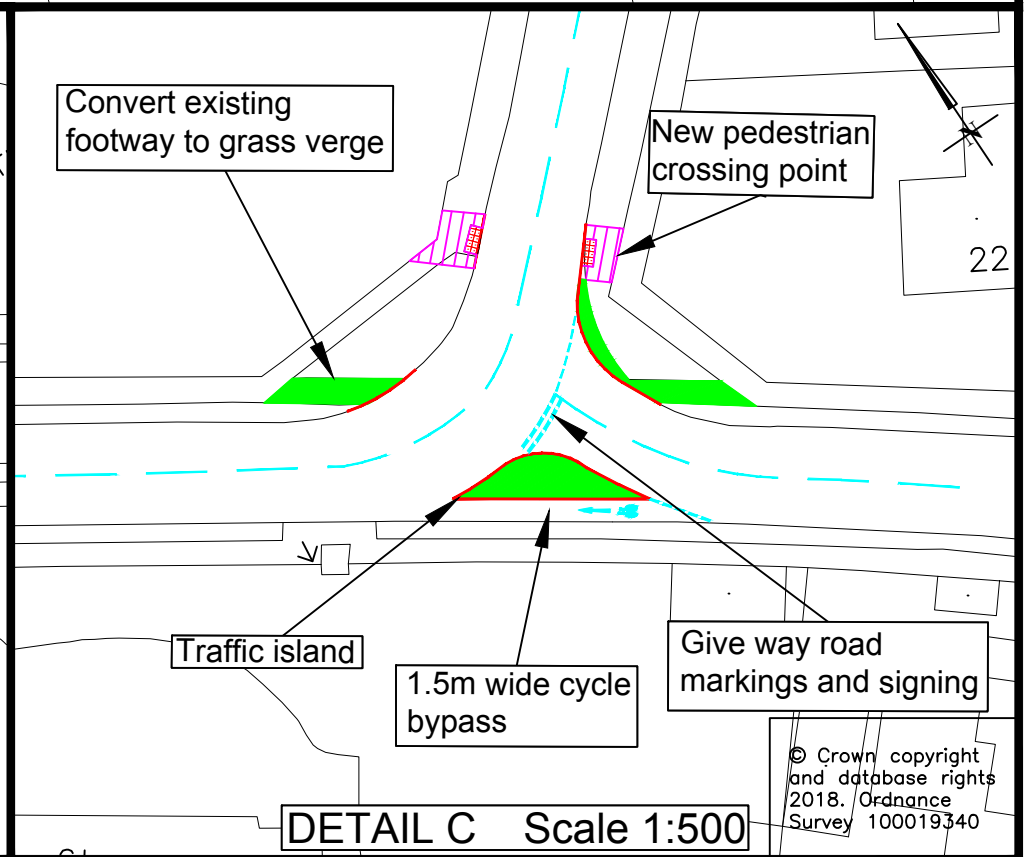 Convert existing
footway to grass verge
New pedestrian
crossing point
22
Traffic island
1.5m wide cycle
bypass
Give way road
markings and signing
© Crown copyright
and database rights
2018. Ordnance
Survey 100019340
DETAIL C Scale 1:500